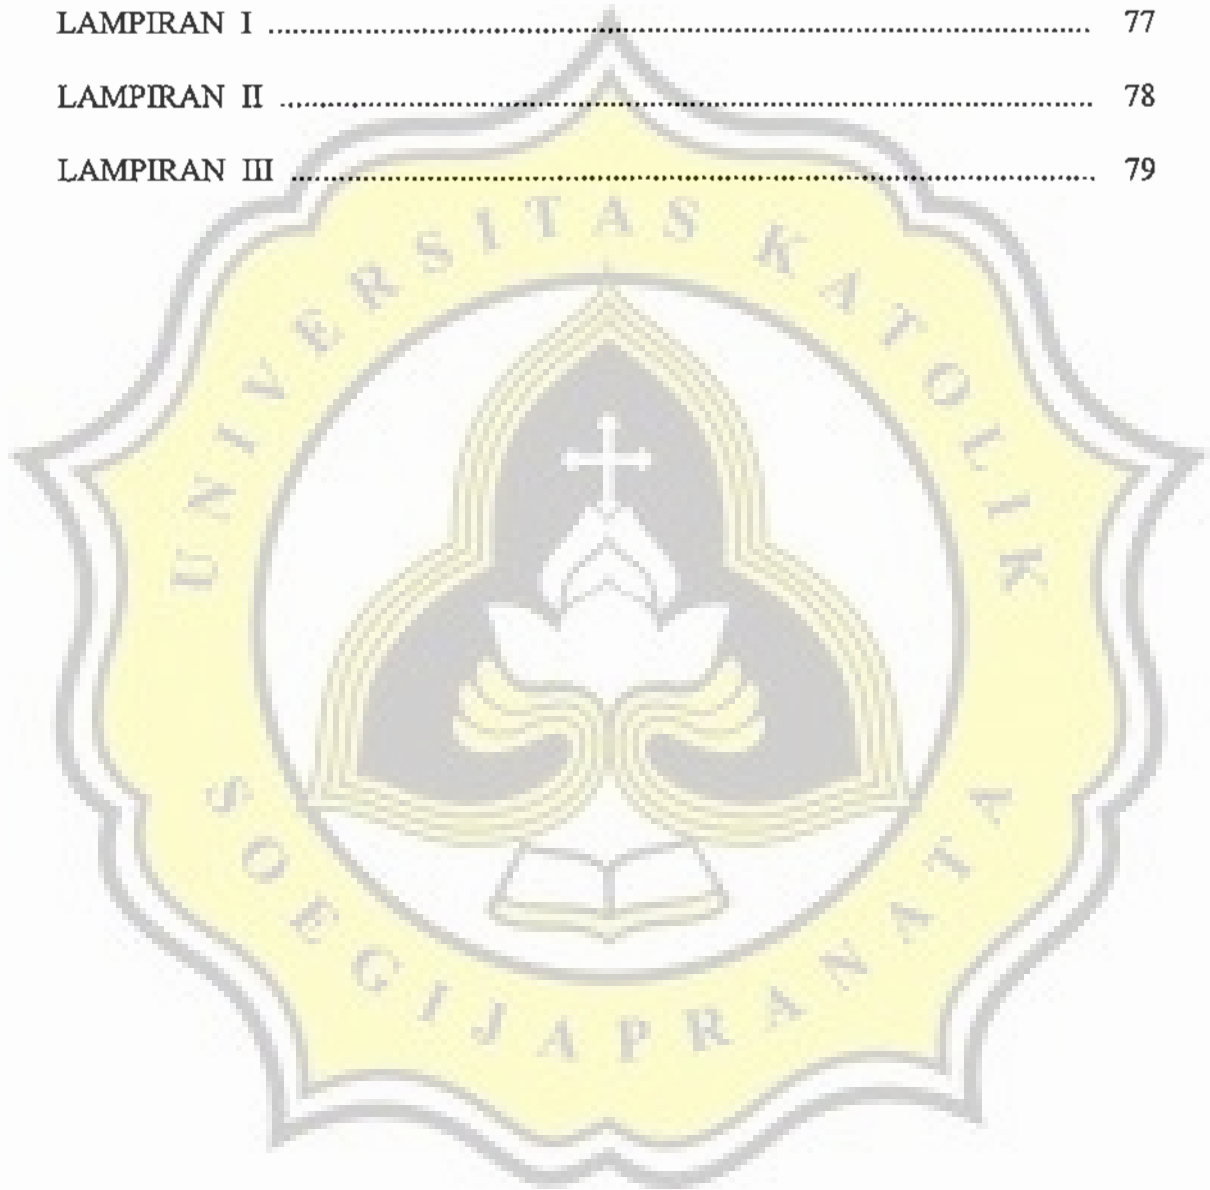 LAMPIRAN I ........................................ 77
LAMPIRAN II ........................................ 78
LAMPIRAN III ........................................ 79
UNIVERSITAS KATOLIK
SOEGIJAPRANATA